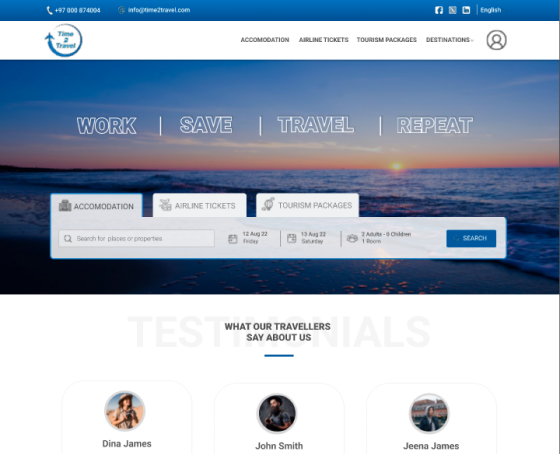 +97 000 874004
info@time2travel.com
English
Time
2
Travel
ACCOMODATION
AIRLINE TICKETS
TOURISM PACKAGES
DESTINATIONS
WORK | SAVE | TRAVEL | REPEAT
ACCOMODATION
AIRLINE TICKETS
TOURISM PACKAGES
Search for places or properties
12 Aug 22
Friday
13 Aug 22
Saturday
2 Adults - 0 Children
1 Room
SEARCH
TESTIMONIALS
WHAT OUR TRAVELLERS
SAY ABOUT US
Dina James
John Smith
Jeena James